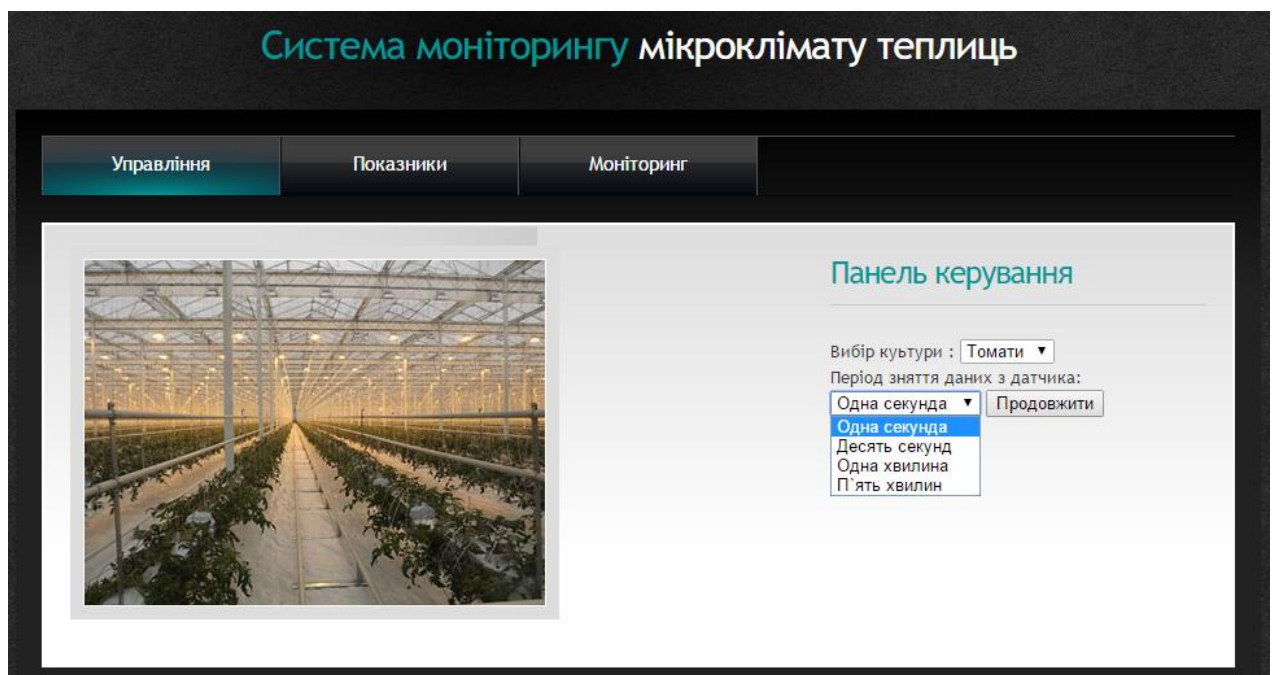 Система моніторингу мікроклімату теплиць
Управління Показники Моніторинг
Панель керування
Вибір куьтури : Томати ▼
Період зняття даних з датчика:
Одна секунда ▼ Продовжити
Одна секунда
Десять секунд
Одна хвилина
П`ять хвилин